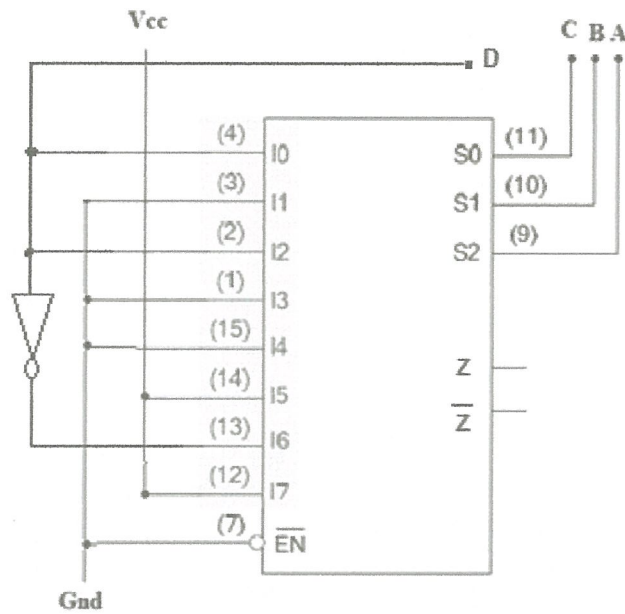 Vcc
C B A
D
(4) I0 S0 (11)
(3) I1 S1 (10)
(2) I2 S2 (9)
(1) I3
(15) I4 Z
(14) I5 Z̅
(13) I6
(12) I7
(7) E̅N̅
Gnd